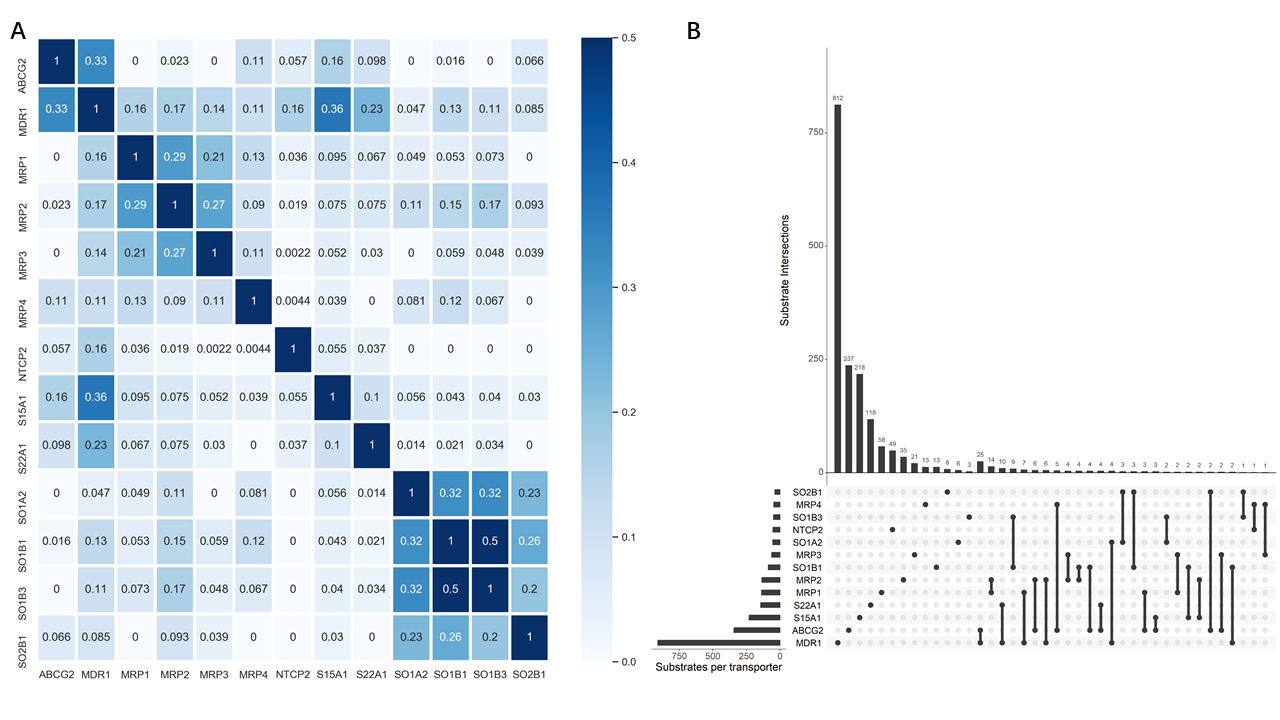 A
B
ABCG2 1 0.33 0 0.023 0 0.11 0.057 0.16 0.098 0 0.016 0 0.066
MDR1 0.33 1 0.16 0.17 0.14 0.11 0.16 0.36 0.23 0.047 0.13 0.11 0.085
MRP1 0 0.16 1 0.29 0.21 0.13 0.036 0.095 0.067 0.049 0.053 0.073 0
MRP2 0.023 0.17 0.29 1 0.27 0.09 0.019 0.075 0.075 0.11 0.15 0.17 0.093
MRP3 0 0.14 0.21 0.27 1 0.11 0.0022 0.052 0.03 0 0.059 0.048 0.039
MRP4 0.11 0.11 0.13 0.09 0.11 1 0.0044 0.039 0 0.081 0.12 0.067 0
NTCP2 0.057 0.16 0.036 0.019 0.0022 0.0044 1 0.055 0.037 0 0 0 0
S15A1 0.16 0.36 0.095 0.075 0.052 0.039 0.055 1 0.1 0.056 0.043 0.04 0.03
S22A1 0.098 0.23 0.067 0.075 0.03 0 0.037 0.1 1 0.014 0.021 0.034 0
SO1A2 0 0.047 0.049 0.11 0 0.081 0 0.056 0.014 1 0.32 0.32 0.23
SO1B1 0.016 0.13 0.053 0.15 0.059 0.12 0 0.043 0.021 0.32 1 0.5 0.26
SO1B3 0 0.11 0.073 0.17 0.048 0.067 0 0.04 0.034 0.32 0.5 1 0.2
SO2B1 0.066 0.085 0 0.093 0.039 0 0 0.03 0 0.23 0.26 0.2 1
ABCG2 MDR1 MRP1 MRP2 MRP3 MRP4 NTCP2 S15A1 S22A1 SO1A2 SO1B1 SO1B3 SO2B1
0.5
0.4
0.3
0.2
0.1
0.0
Substrate Intersections
750
500
250
0
812 237 218 118 58 49 35 21 13 13 8 6 3 25 14 10 9 7 6 6 5 4 4 4 4 4 3 3 3 3 2 2 2 2 2 2 2 1 1 1
SO2B1
MRP4
SO1B3
NTCP2
SO1A2
MRP3
SO1B1
MRP2
MRP1
S22A1
S15A1
ABCG2
MDR1
750 500 250 0
Substrates per transporter